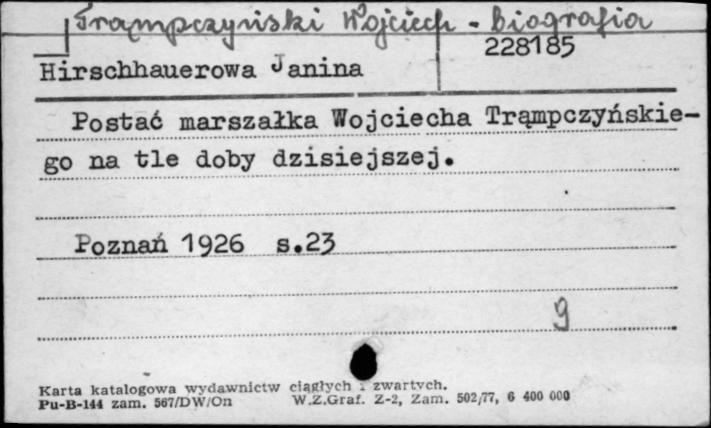 Trąmpczyński Wojciech - biografia
228185
Hirschhauerowa Janina
Postać marszałka Wojciecha Trąmpczyńskie-
go na tle doby dzisiejszej.
Poznań 1926 s.23
9
Karta katalogowa wydawnictw ciągłych i zwartych.
Pu-B-144 zam. 567/DW/On W.Z.Graf. Z-2, Zam. 502/77, 6 400 000